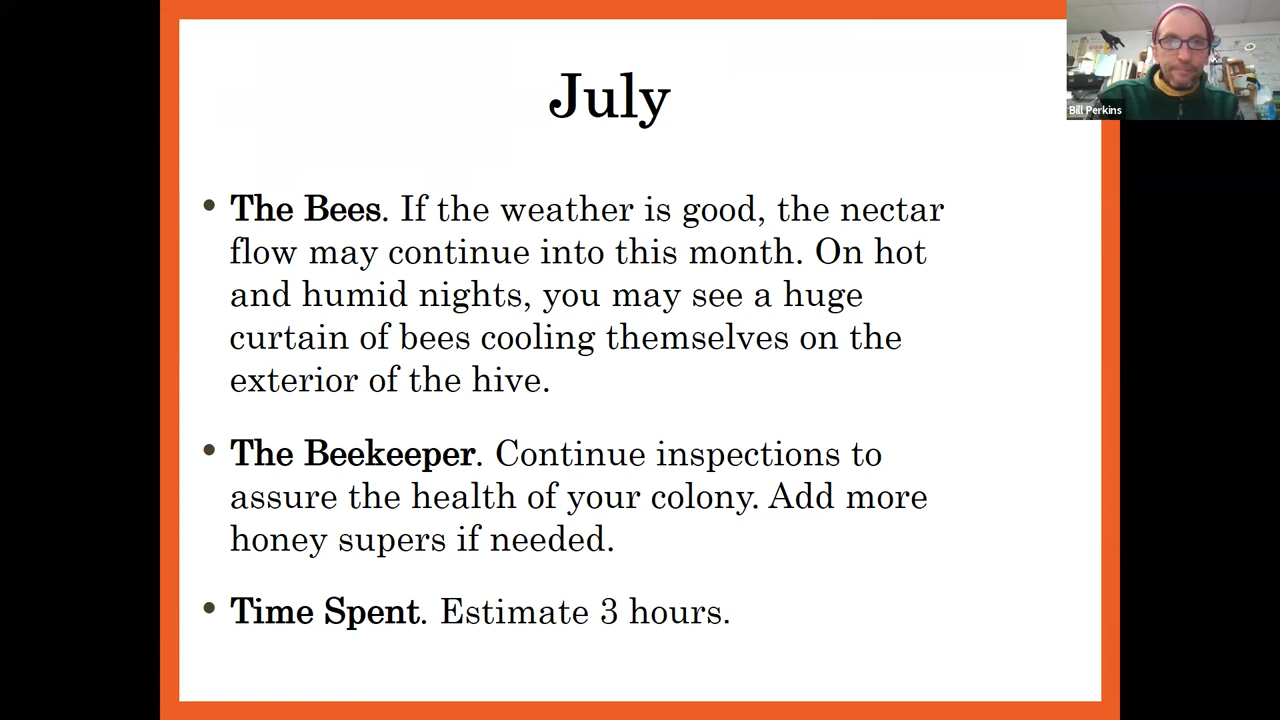 July
• The Bees. If the weather is good, the nectar
flow may continue into this month. On hot
and humid nights, you may see a huge
curtain of bees cooling themselves on the
exterior of the hive.
• The Beekeeper. Continue inspections to
assure the health of your colony. Add more
honey supers if needed.
• Time Spent. Estimate 3 hours.
Bill Perkins